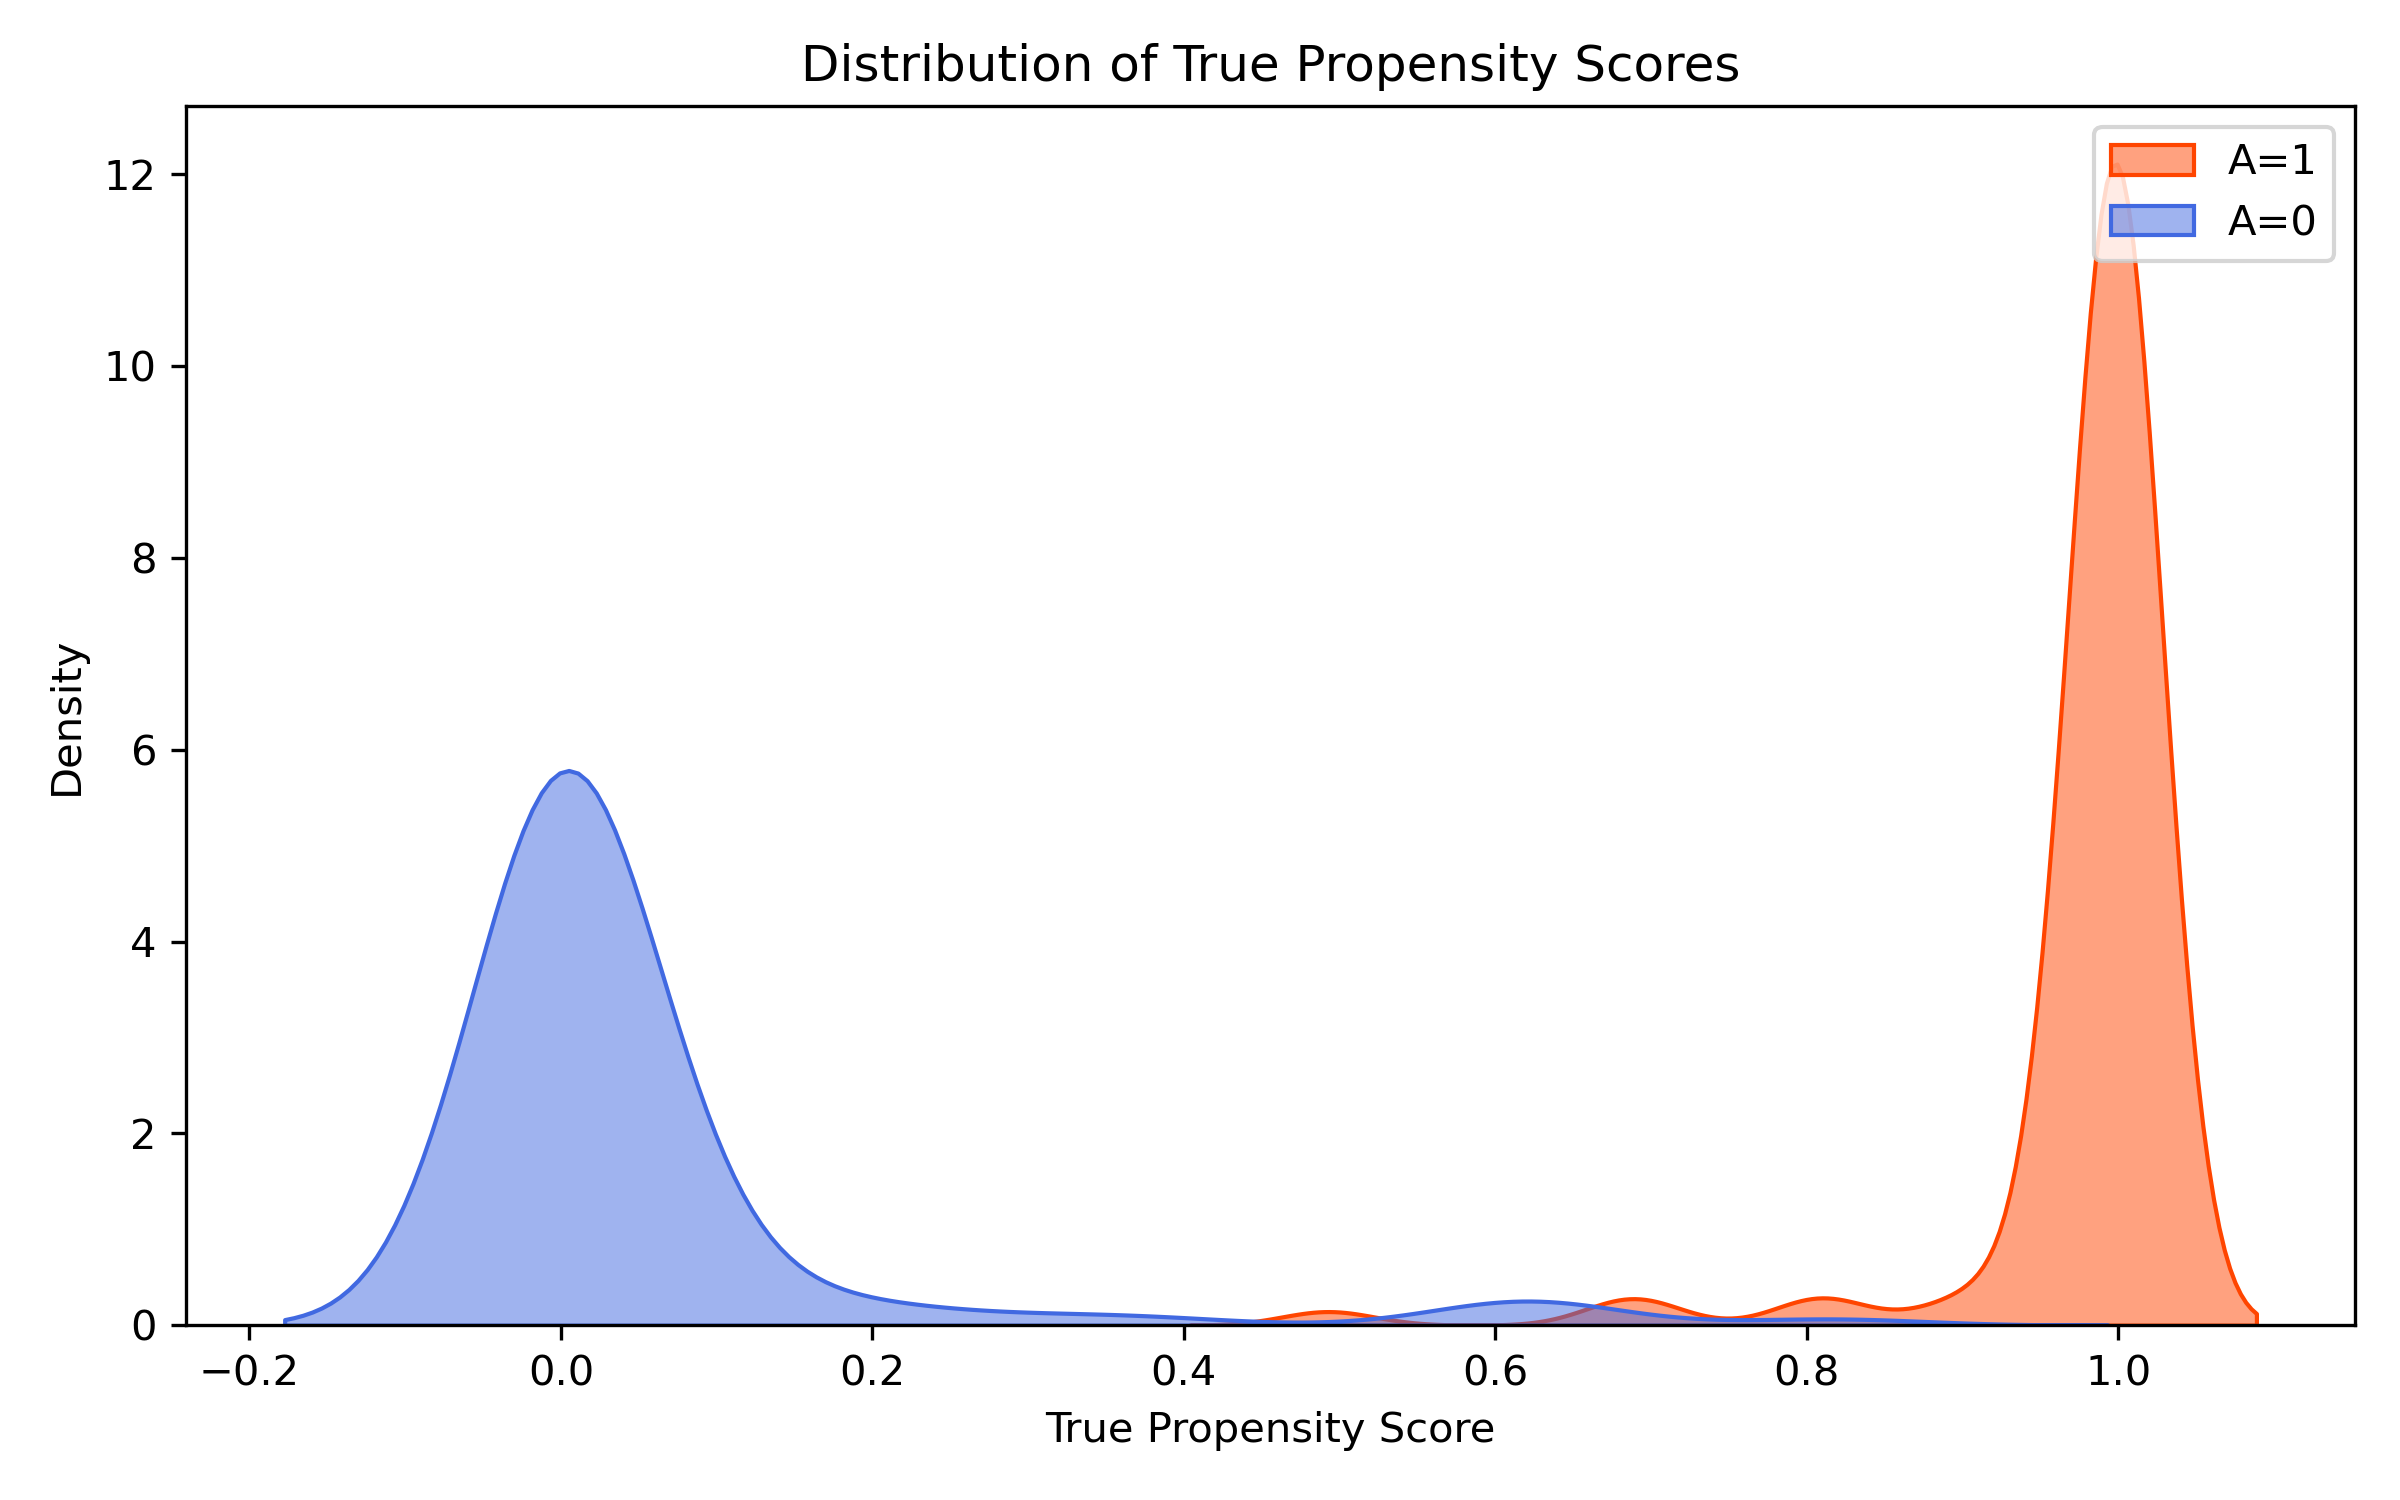 Distribution of True Propensity Scores
A=1
A=0
Density
12
10
8
6
4
2
0
−0.2 0.0 0.2 0.4 0.6 0.8 1.0
True Propensity Score